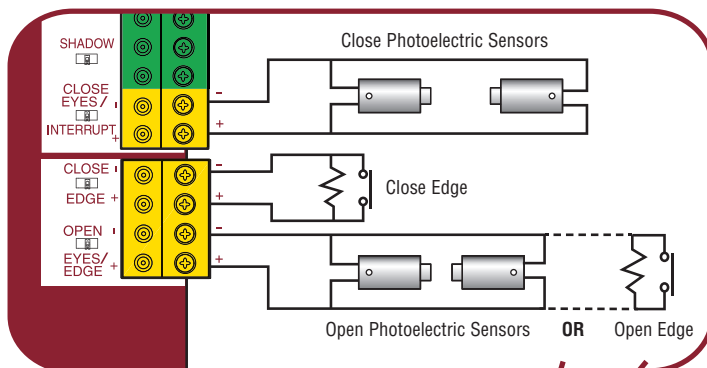 SHADOW
Close Photoelectric Sensors
CLOSE
EYES/ -
INTERRUPT +
-
+
CLOSE -
EDGE +
-
+
Close Edge
OPEN -
EYES/
EDGE +
-
+
Open Photoelectric Sensors OR Open Edge